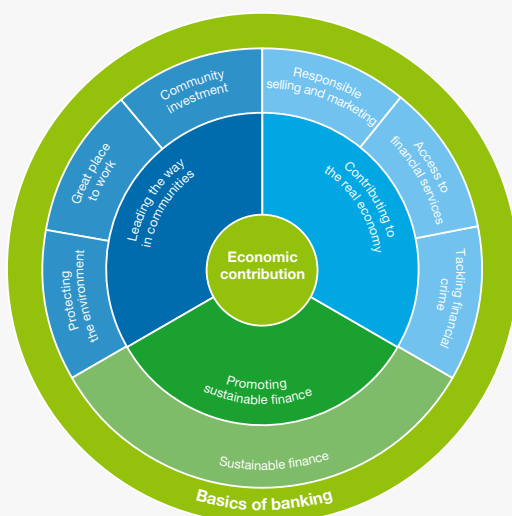 Community
investment
Responsible
selling and marketing
Great place
to work
Access to
financial services
Leading the way
in communities
Contributing to
the real economy
Economic
contribution
Protecting
the environment
Tackling financial
crime
Promoting
sustainable finance
Sustainable finance
Basics of banking